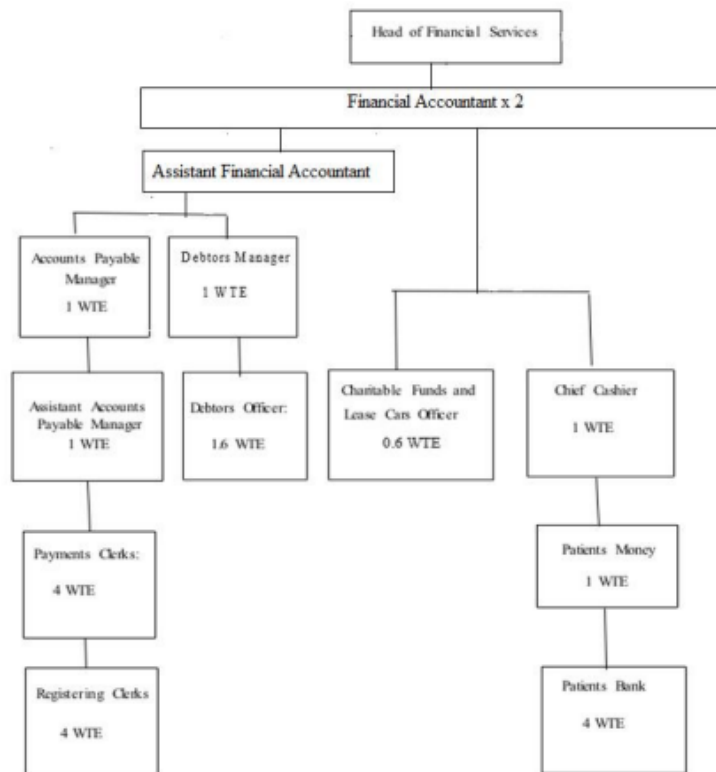 Head of Financial Services
Financial Accountant x 2
Assistant Financial Accountant
Accounts Payable
Manager
1 WTE
Debtors Manager
1 WTE
Assistant Accounts
Payable Manager
1 WTE
Debtors Officer:
1.6 WTE
Charitable Funds and
Lease Cars Officer
0.6 WTE
Chief Cashier
1 WTE
Payments Clerks:
4 WTE
Patients Money
1 WTE
Registering Clerks
4 WTE
Patients Bank
4 WTE